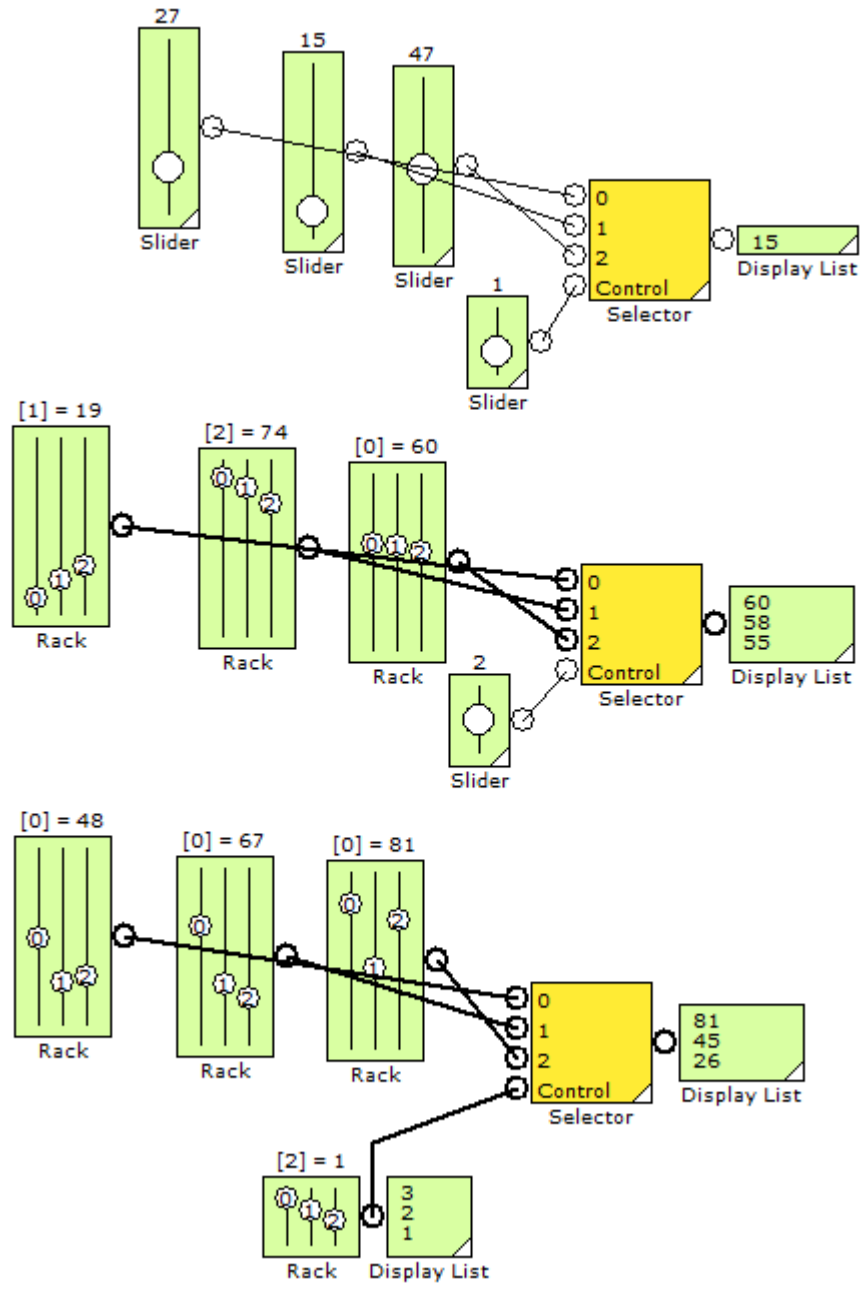 27
15
47
Slider
Slider
Slider
0
1
2
Control
Selector
15
Display List
1
Slider
[1] = 19
0
1
2
Rack
[2] = 74
0
1
2
Rack
[0] = 60
0
1
2
Rack
0
1
2
Control
Selector
60
58
55
Display List
2
Slider
[0] = 48
0
1
2
Rack
[0] = 67
0
1
2
Rack
[0] = 81
0
1
2
Rack
0
1
2
Control
Selector
81
45
26
Display List
[2] = 1
0
1
2
Rack
3
2
1
Display List